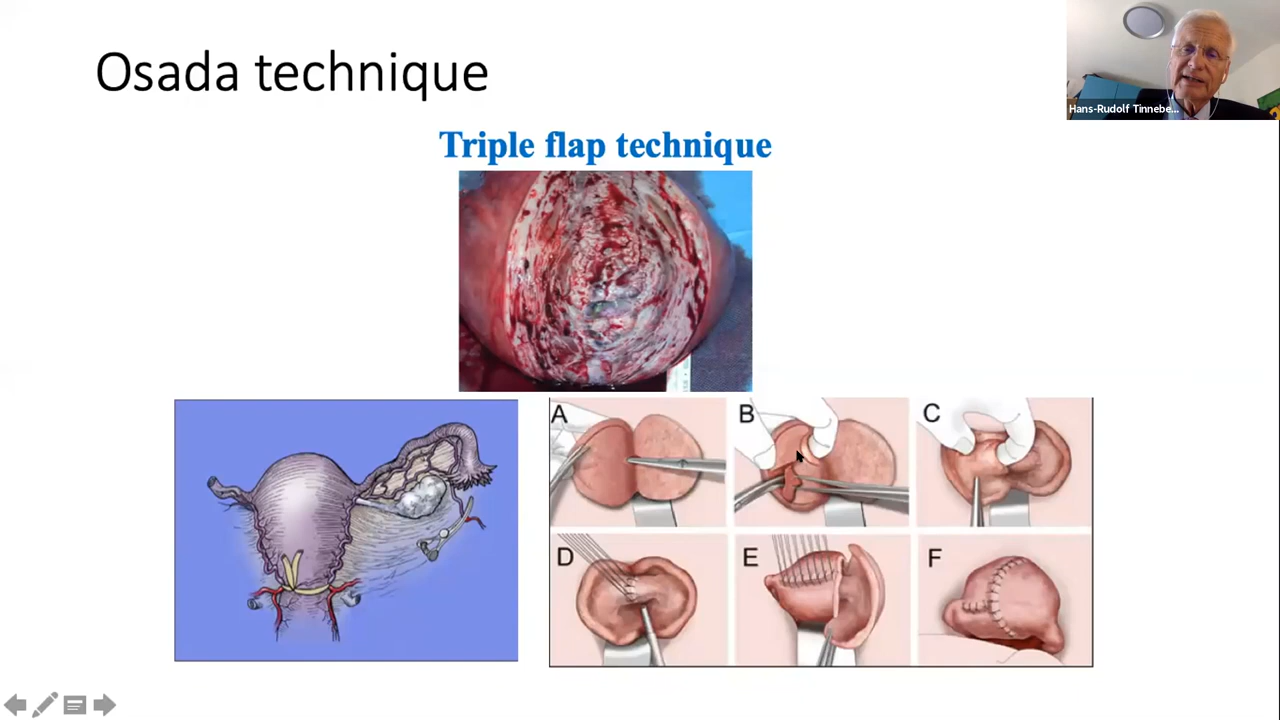 Osada technique
Hans-Rudolf Tinnebe...
Triple flap technique
A
B
C
D
E
F